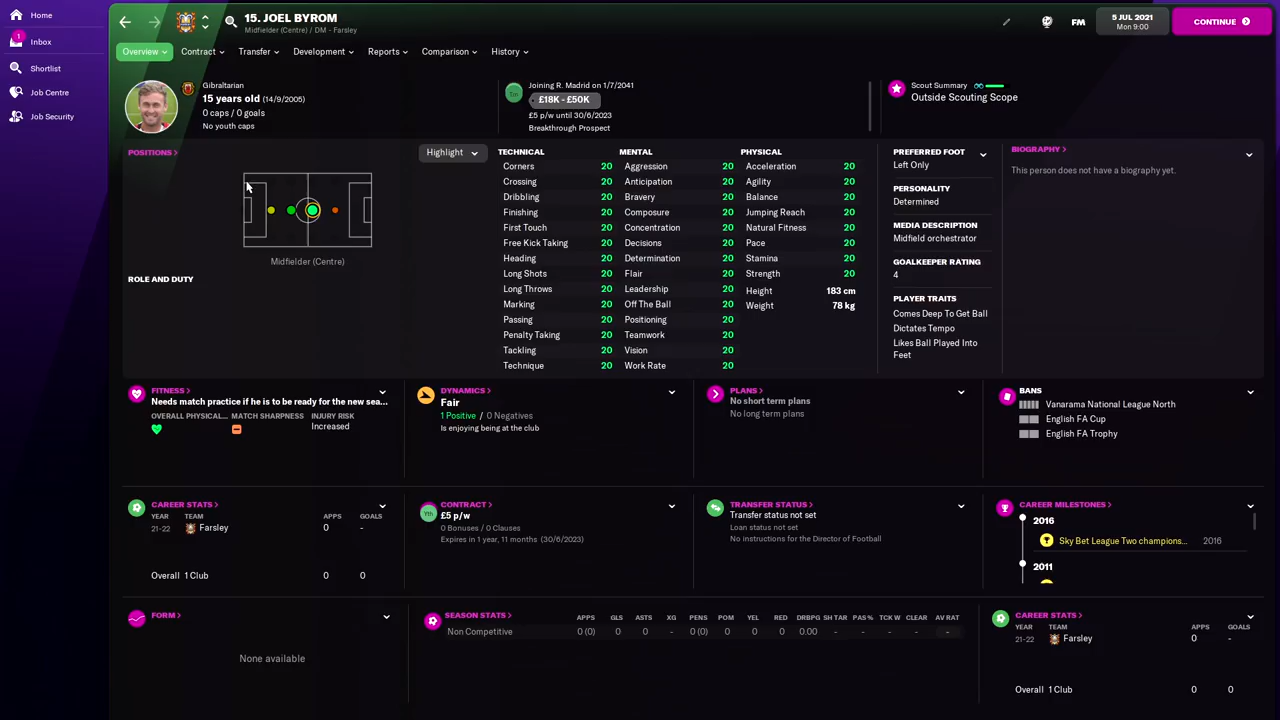 Home
Inbox
1
Shortlist
Job Centre
Job Security
15. JOEL BYROM
Midfielder (Centre) / DM - Farsley
FM
5 JUL 2021
Mon 9:00
CONTINUE
Overview
Contract
Transfer
Development
Reports
Comparison
History
Gibraltarian
15 years old (14/9/2005)
0 caps / 0 goals
No youth caps
Joining R. Madrid on 1/7/2041
£18K - £50K
£5 p/w until 30/6/2023
Breakthrough Prospect
Scout Summary
Outside Scouting Scope
POSITIONS >
Highlight
Midfielder (Centre)
ROLE AND DUTY
TECHNICAL
Corners 20
Crossing 20
Dribbling 20
Finishing 20
First Touch 20
Free Kick Taking 20
Heading 20
Long Shots 20
Long Throws 20
Marking 20
Passing 20
Penalty Taking 20
Tackling 20
Technique 20
MENTAL
Aggression 20
Anticipation 20
Bravery 20
Composure 20
Concentration 20
Decisions 20
Determination 20
Flair 20
Leadership 20
Off The Ball 20
Positioning 20
Teamwork 20
Vision 20
Work Rate 20
PHYSICAL
Acceleration 20
Agility 20
Balance 20
Jumping Reach 20
Natural Fitness 20
Pace 20
Stamina 20
Strength 20
Height 183 cm
Weight 78 kg
PREFERRED FOOT
Left Only
PERSONALITY
Determined
MEDIA DESCRIPTION
Midfield orchestrator
GOALKEEPER RATING
4
PLAYER TRAITS
Comes Deep To Get Ball
Dictates Tempo
Likes Ball Played Into
Feet
BIOGRAPHY >
This person does not have a biography yet.
FITNESS >
Needs match practice if he is to be ready for the new sea...
OVERALL PHYSICAL... MATCH SHARPNESS INJURY RISK
Increased
DYNAMICS >
Fair
1 Positive / 0 Negatives
Is enjoying being at the club
PLANS >
No short term plans
No long term plans
BANS
Vanarama National League North
English FA Cup
English FA Trophy
CAREER STATS >
YEAR TEAM APPS GOALS
21-22 Farsley 0 -
Overall 1 Club 0 0
CONTRACT >
Yth
£5 p/w
0 Bonuses / 0 Clauses
Expires in 1 year, 11 months (30/6/2023)
TRANSFER STATUS >
Transfer status not set
Loan status not set
No instructions for the Director of Football
CAREER MILESTONES >
2016
Sky Bet League Two champions... 2016
2011
FORM >
None available
SEASON STATS > APPS GLS ASTS XG PENS POM YEL RED DRBPG SH TAR PAS % TCK W CLEAR AV RAT
Non Competitive 0 (0) 0 0 - 0 (0) 0 0 0 0.00 - - - - -
CAREER STATS >
YEAR TEAM APPS GOALS
21-22 Farsley 0 -
Overall 1 Club 0 0